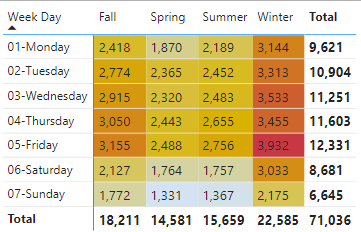 Week Day Fall Spring Summer Winter Total
01-Monday 2,418 1,870 2,189 3,144 9,621
02-Tuesday 2,774 2,365 2,452 3,313 10,904
03-Wednesday 2,915 2,320 2,483 3,533 11,251
04-Thursday 3,050 2,443 2,655 3,455 11,603
05-Friday 3,155 2,488 2,756 3,932 12,331
06-Saturday 2,127 1,764 1,757 3,033 8,681
07-Sunday 1,772 1,331 1,367 2,175 6,645
Total 18,211 14,581 15,659 22,585 71,036